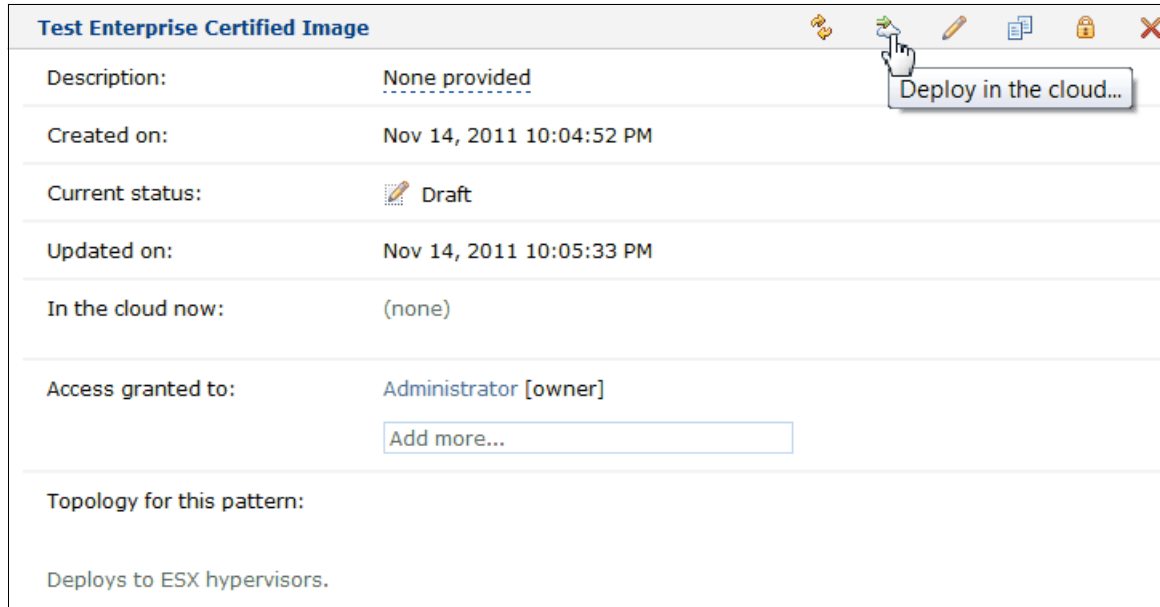 Test Enterprise Certified Image
Deploy in the cloud...
Description: None provided
Created on: Nov 14, 2011 10:04:52 PM
Current status: Draft
Updated on: Nov 14, 2011 10:05:33 PM
In the cloud now: (none)
Access granted to: Administrator [owner]
Add more...
Topology for this pattern:
Deploys to ESX hypervisors.